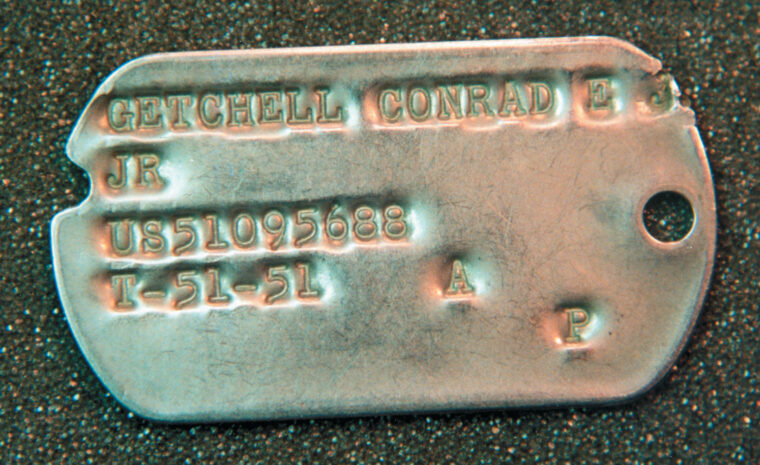 GETCHELL CONRAD E J
JR
US51095688
T-51-51 A
P